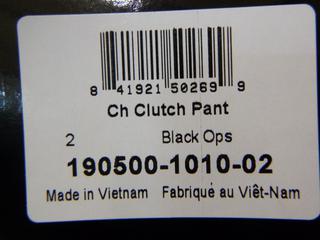 8 41921 50269 9
Ch Clutch Pant
2 Black Ops
190500-1010-02
Made in Vietnam Fabriqué au Viêt-Nam